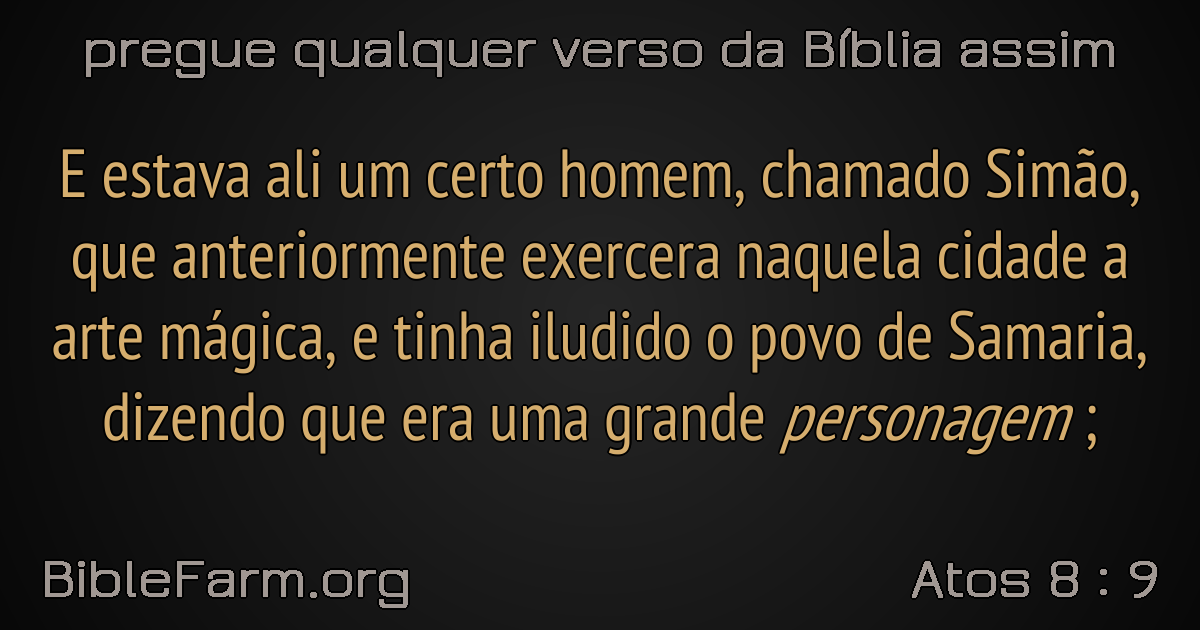 pregue qualquer verso da Bíblia assim
E estava ali um certo homem, chamado Simão,
que anteriormente exercera naquela cidade a
arte mágica, e tinha iludido o povo de Samaria,
dizendo que era uma grande personagem ;
BibleFarm.org
Atos 8 : 9